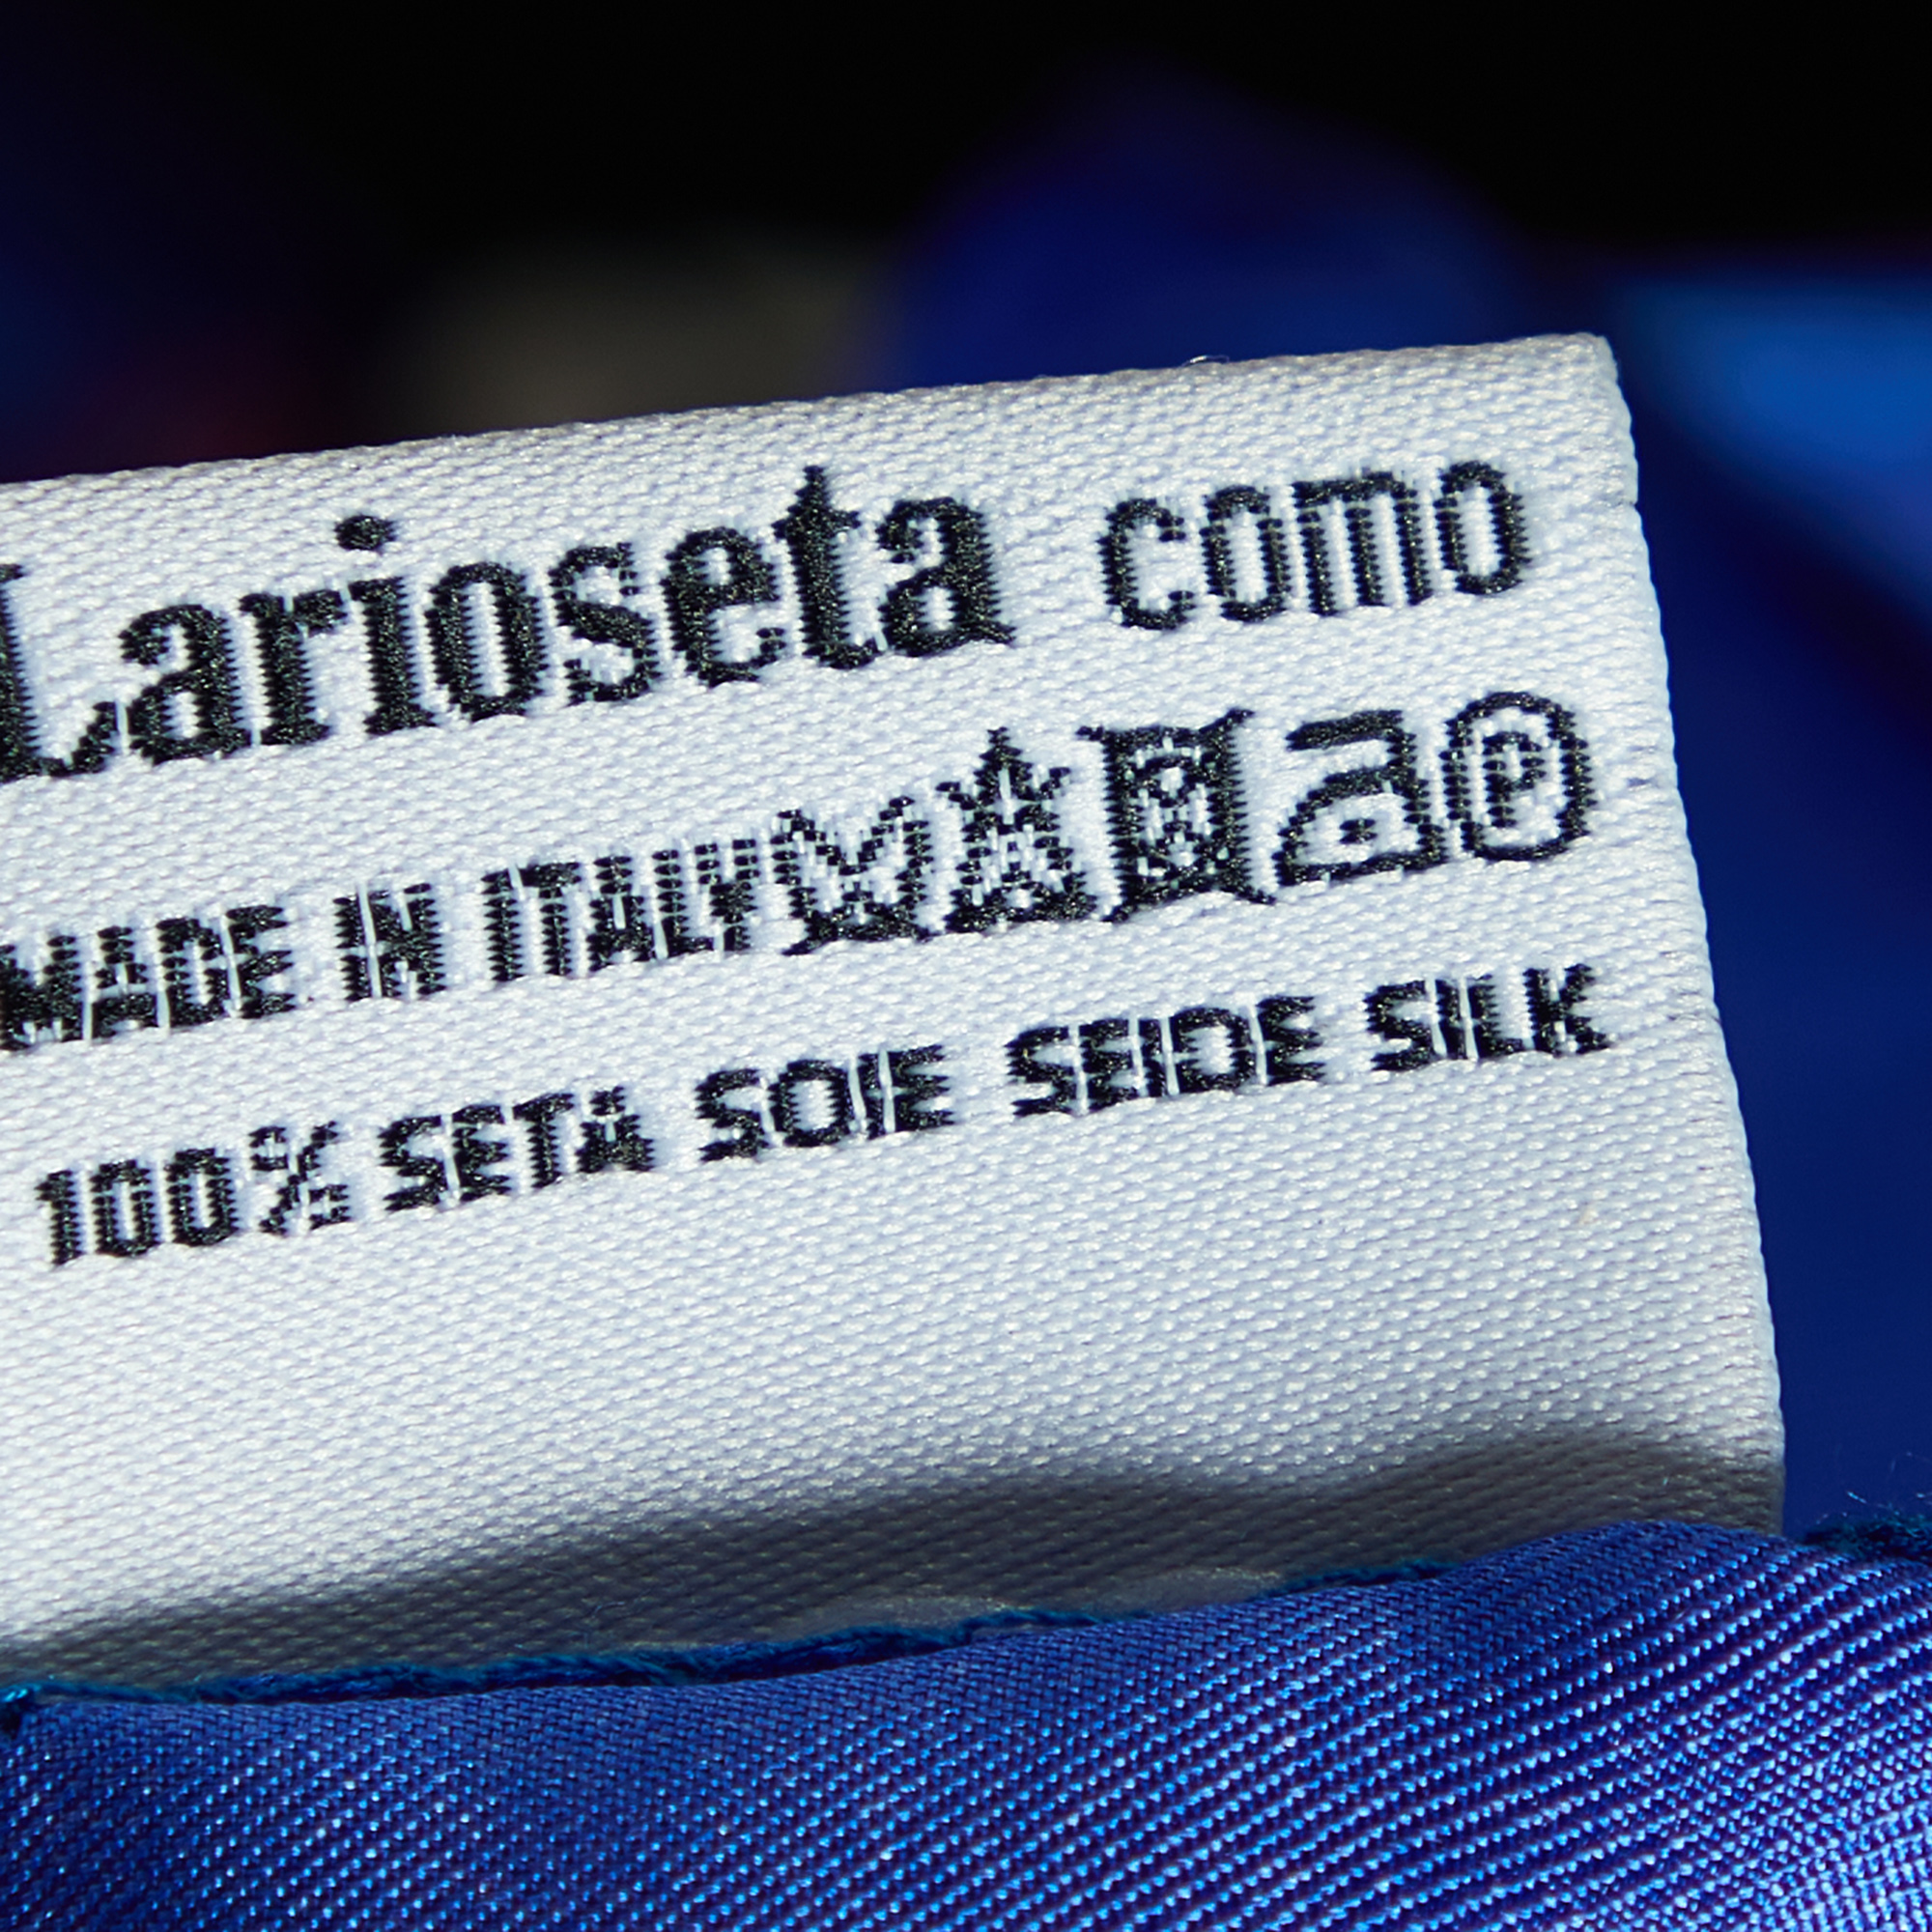 Larioseta como
MADE IN ITALY P
100% SETA SOIE SEIDE SILK